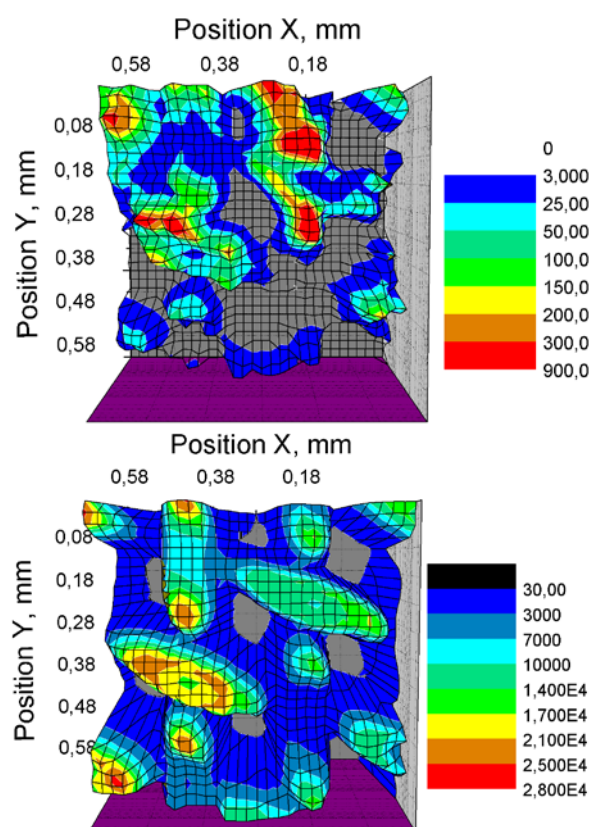 Position X, mm
0,58 0,38 0,18
Position Y, mm
0,08
0,18
0,28
0,38
0,48
0,58
0
3,000
25,00
50,00
100,0
150,0
200,0
300,0
900,0
Position X, mm
0,58 0,38 0,18
Position Y, mm
0,08
0,18
0,28
0,38
0,48
0,58
30,00
3000
7000
10000
1,400E4
1,700E4
2,100E4
2,500E4
2,800E4